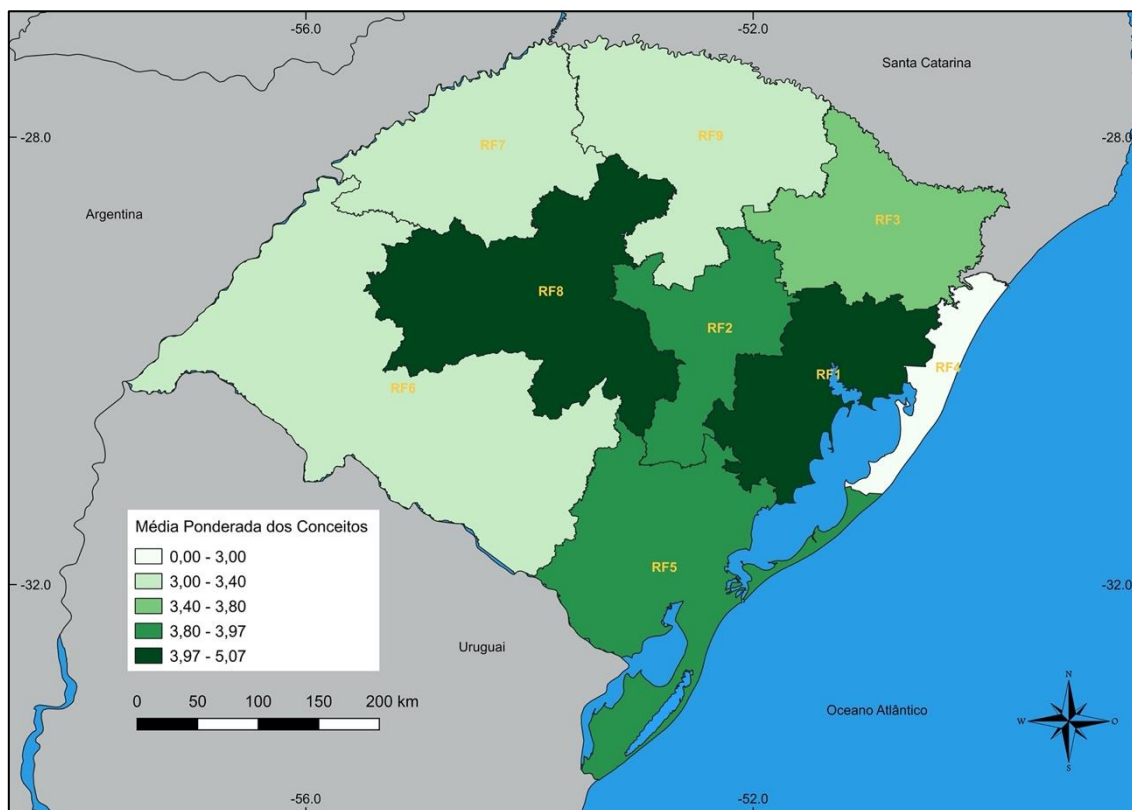 -56.0
-52.0
Santa Catarina
-28.0
-28.0
RF9
RF7
Argentina
RF3
RF8
RF2
RF4
RF1
RF6
Média Ponderada dos Conceitos
0,00 - 3,00
3,00 - 3,40
3,40 - 3,80
3,80 - 3,97
3,97 - 5,07
RF5
-32.0
-32.0
Uruguai
0 50 100 150 200 km
Oceano Atlântico
N
W
O
S
-56.0
-52.0